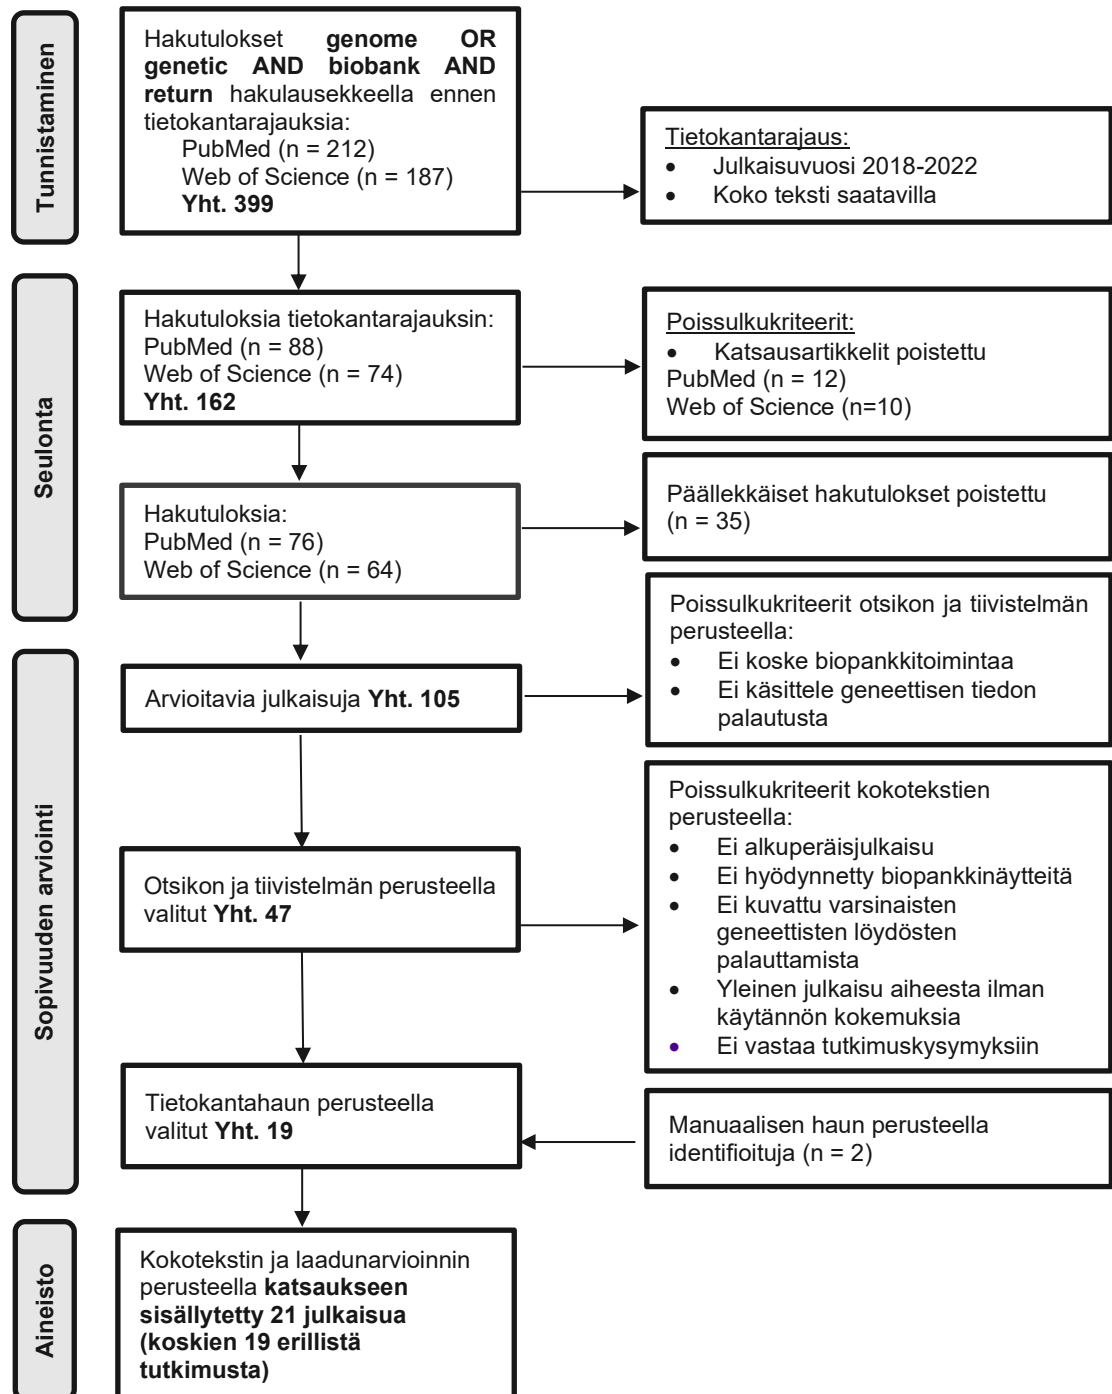 Tunnistaminen
Hakutulokset genome OR
genetic AND biobank AND
return hakulausekkeella ennen
tietokantarajauksia:
PubMed (n = 212)
Web of Science (n = 187)
Yht. 399
Tietokantarajaus:
• Julkaisuvuosi 2018-2022
• Koko teksti saatavilla
Seulonta
Hakutuloksia tietokantarajauksin:
PubMed (n = 88)
Web of Science (n = 74)
Yht. 162
Poissulkukriteerit:
• Katsausartikkelit poistettu
PubMed (n = 12)
Web of Science (n=10)
Hakutuloksia:
PubMed (n = 76)
Web of Science (n = 64)
Päällekkäiset hakutulokset poistettu
(n = 35)
Sopivuuden arviointi
Arvioitavia julkaisuja Yht. 105
Poissulkukriteerit otsikon ja tiivistelmän
perusteella:
• Ei koske biopankkitoimintaa
• Ei käsittele geneettisen tiedon
palautusta
Otsikon ja tiivistelmän perusteella
valitut Yht. 47
Poissulkukriteerit kokotekstien
perusteella:
• Ei alkuperäisjulkaisu
• Ei hyödynnetty biopankkinäytteitä
• Ei kuvattu varsinaisten
geneettisten löydösten
palauttamista
• Yleinen julkaisu aiheesta ilman
käytännön kokemuksia
• Ei vastaa tutkimuskysymyksiin
Tietokantahaun perusteella
valitut Yht. 19
Manuaalisen haun perusteella
identifioituja (n = 2)
Aineisto
Kokotekstin ja laadunarvioinnin
perusteella katsaukseen
sisällytetty 21 julkaisua
(koskien 19 erillistä
tutkimusta)